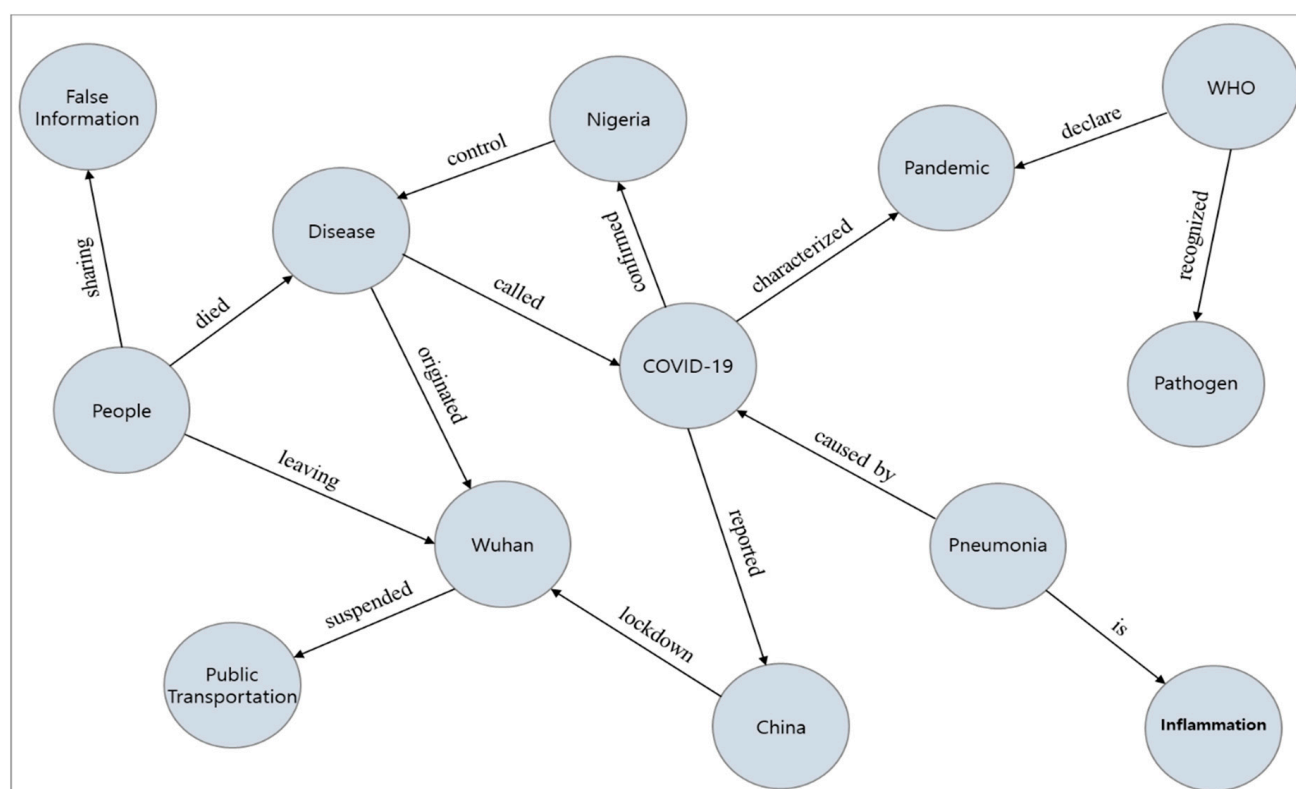 False
Information
Nigeria
WHO
declare
control
Pandemic
Disease
sharing
confirmed
characterized
recognized
died
called
COVID-19
Pathogen
People
originated
caused by
leaving
reported
Wuhan
Pneumonia
suspended
lockdown
is
Public
Transportation
China
Inflammation